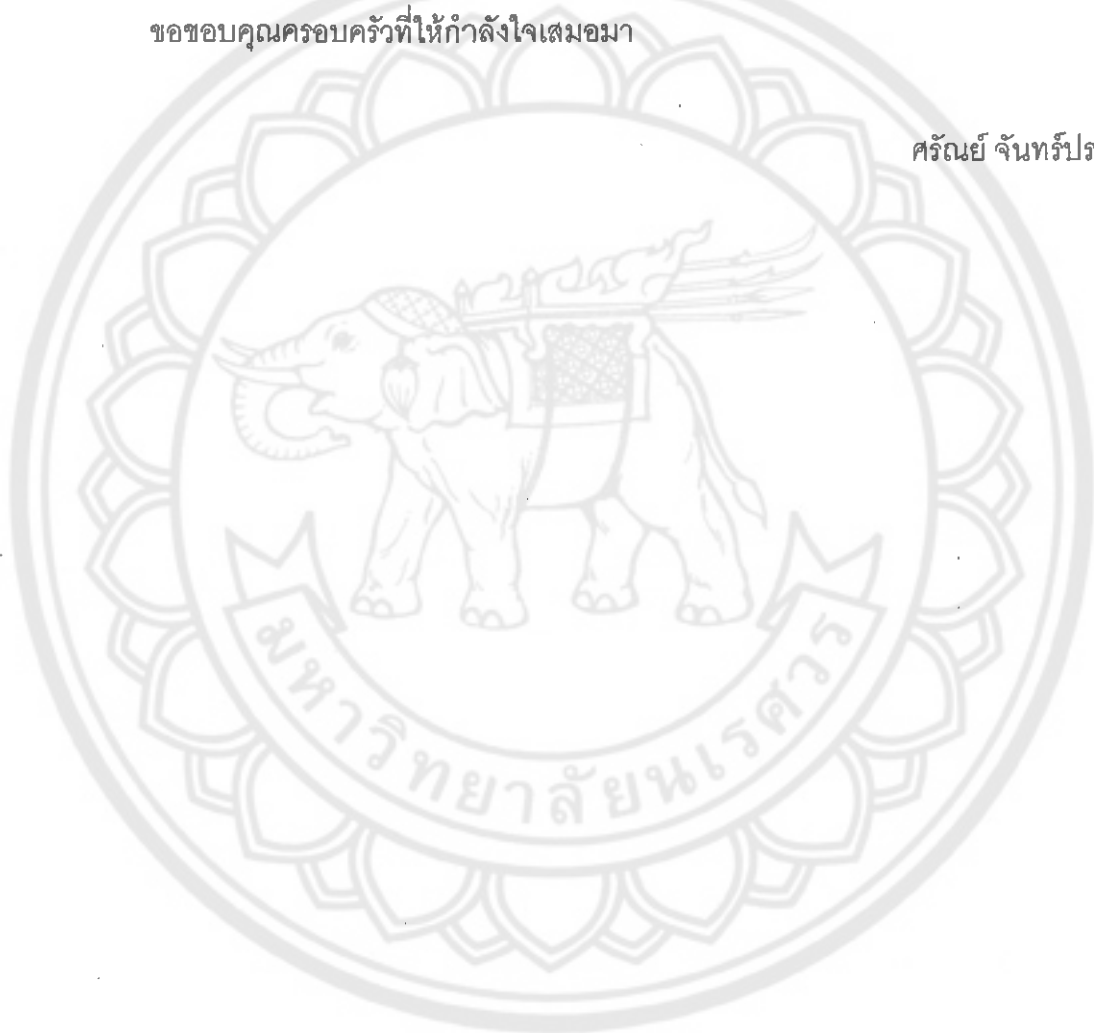 ขอขอบคุณครอบครัวที่ให้กำลังใจเสมอมา
ศรัณย์ จันทร์ปร
มหาวิทยาลัยนเรศวร